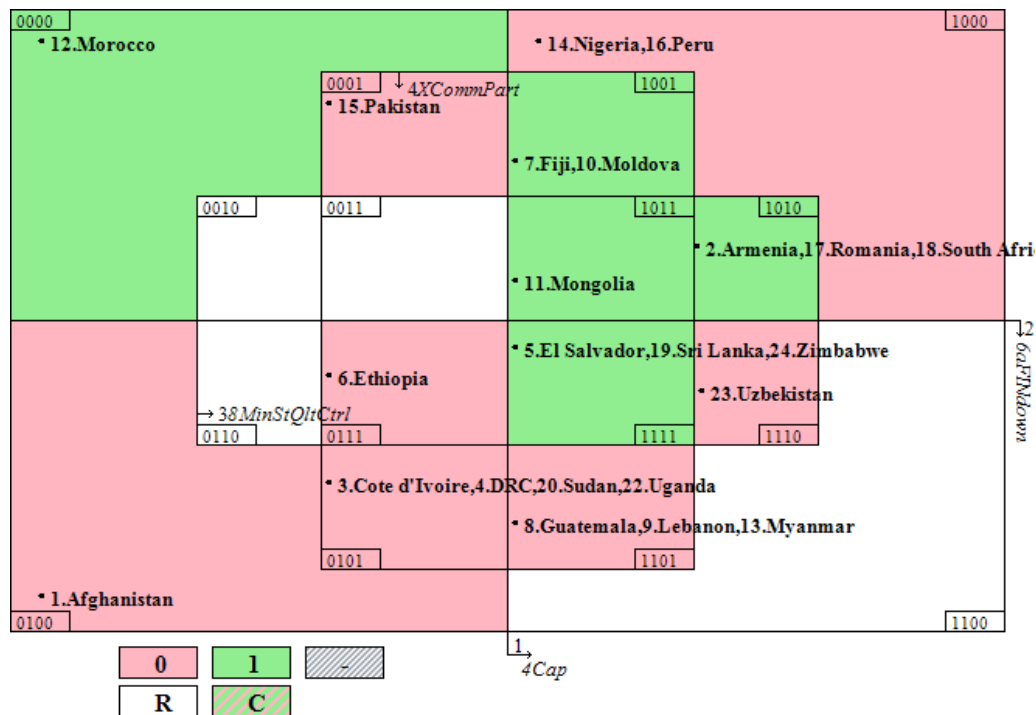 0000
1000
12.Morocco
14.Nigeria,16.Peru
0001
4XCommPart
1001
15.Pakistan
7.Fiji,10.Moldova
0010
0011
1011
1010
2.Armenia,17.Romania,18.South Afri
11.Mongolia
2
6aFINdown
5.El Salvador,19.Sri Lanka,24.Zimbabwe
6.Ethiopia
23.Uzbekistan
38MinStQltCtrl
0110
0111
1111
1110
3.Cote d'Ivoire,4.DRC,20.Sudan,22.Uganda
8.Guatemala,9.Lebanon,13.Myanmar
0101
1101
1.Afghanistan
0100
1100
1
4Cap
0
1
-
R
C